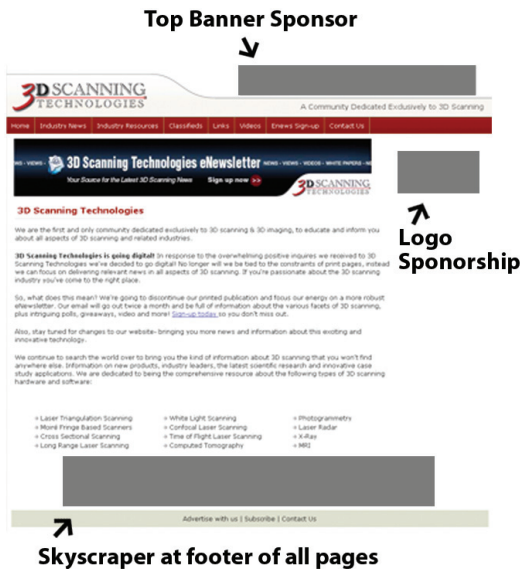 Top Banner Sponsor
3D SCANNING
TECHNOLOGIES
A Community Dedicated Exclusively to 3D Scanning
Home Industry News Industry Resources Classifieds Links Videos Enews Sign-up Contact Us
WS - VIEWS - 3D Scanning Technologies eNewsletter NEWS - VIEWS - VIDEOS - WHITE PAPERS - NE
Your Source for the Latest 3D Scanning News Sign up now >>
3D SCANNING
TECHNOLOGIES
Logo
Sponorship
3D Scanning Technologies
We are the first and only community dedicated exclusively to 3D scanning & 3D imaging, to educate and inform you
about all aspects of 3D scanning and related industries.
3D Scanning Technologies is going digital! In response to the overwhelming positive inquires we received to 3D
Scanning Technologies we've decided to go digital! No longer will we be tied to the constraints of print pages, instead
we can focus on delivering relevant news in all aspects of 3D scanning. If you're passionate about the 3D scanning
industry you've come to the right place.
So, what does this mean? We're going to discontinue our printed publication and focus our energy on a more robust
eNewsletter. Our email will go out twice a month and be full of information about the various facets of 3D scanning,
plus intriguing polls, giveaways, video and more! Sign-up today so you don't miss out.
Also, stay tuned for changes to our website- bringing you more news and information about this exciting and
innovative technology.
We continue to search the world over to bring you the kind of information about 3D scanning that you won't find
anywhere else. Information on new products, industry leaders, the latest scientific research and innovative case
study applications. We are dedicated to being the comprehensive resource about the following types of 3D scanning
hardware and software:
+ Laser Triangulation Scanning + White Light Scanning + Photogrammetry
+ Moiré Fringe Based Scanners + Confocal Laser Scanning + Laser Radar
+ Cross Sectional Scanning + Time of Flight Laser Scanning + X-Ray
+ Long Range Laser Scanning + Computed Tomography + MRI
Advertise with us | Subscribe | Contact Us
Skyscraper at footer of all pages